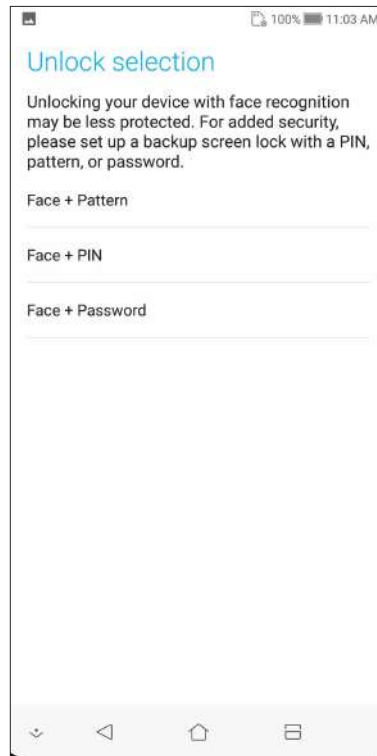 100% 11:03 AM
Unlock selection
Unlocking your device with face recognition
may be less protected. For added security,
please set up a backup screen lock with a PIN,
pattern, or password.
Face + Pattern
Face + PIN
Face + Password